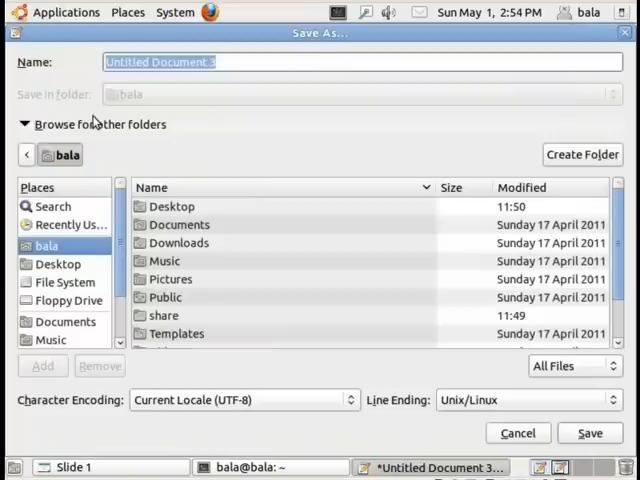 Applications Places System Sun May 1, 2:54 PM bala
Save As...
Name: Untitled Document 3
Save in folder: bala
Browse for other folders
bala Create Folder
Places Name Size Modified
Search Desktop 11:50
Recently Us... Documents Sunday 17 April 2011
bala Downloads Sunday 17 April 2011
Desktop Music Sunday 17 April 2011
File System Pictures Sunday 17 April 2011
Floppy Drive Public Sunday 17 April 2011
Documents share 11:49
Music Templates Sunday 17 April 2011
Add Remove All Files
Character Encoding: Current Locale (UTF-8) Line Ending: Unix/Linux
Cancel Save
Slide 1 bala@bala: ~ *Untitled Document 3...